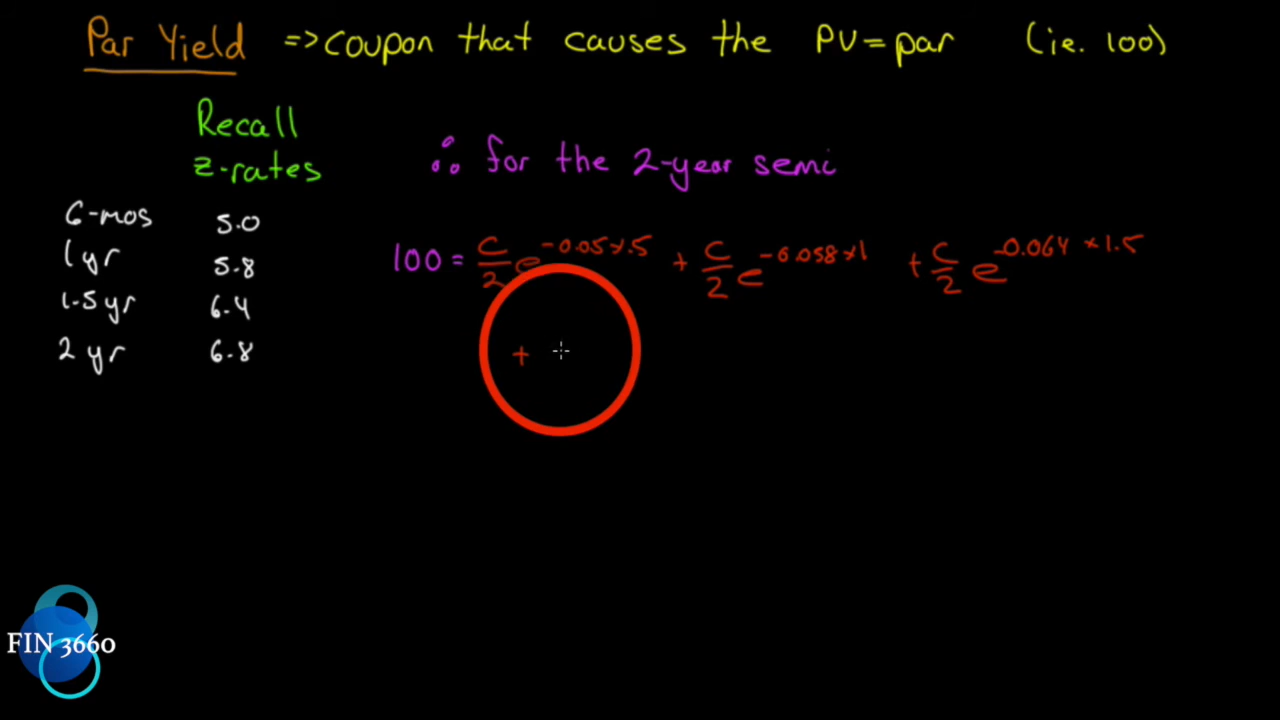 Par Yield => coupon that causes the PV=par (ie. 100)
Recall
z-rates
∴ for the 2-year semi
6-mos 5.0
1 yr 5.8
1.5 yr 6.4
2 yr 6.8
100 = C/2 e^-0.05×.5 + C/2 e^-0.058×1 + C/2 e^-0.064×1.5
+
FIN 3660